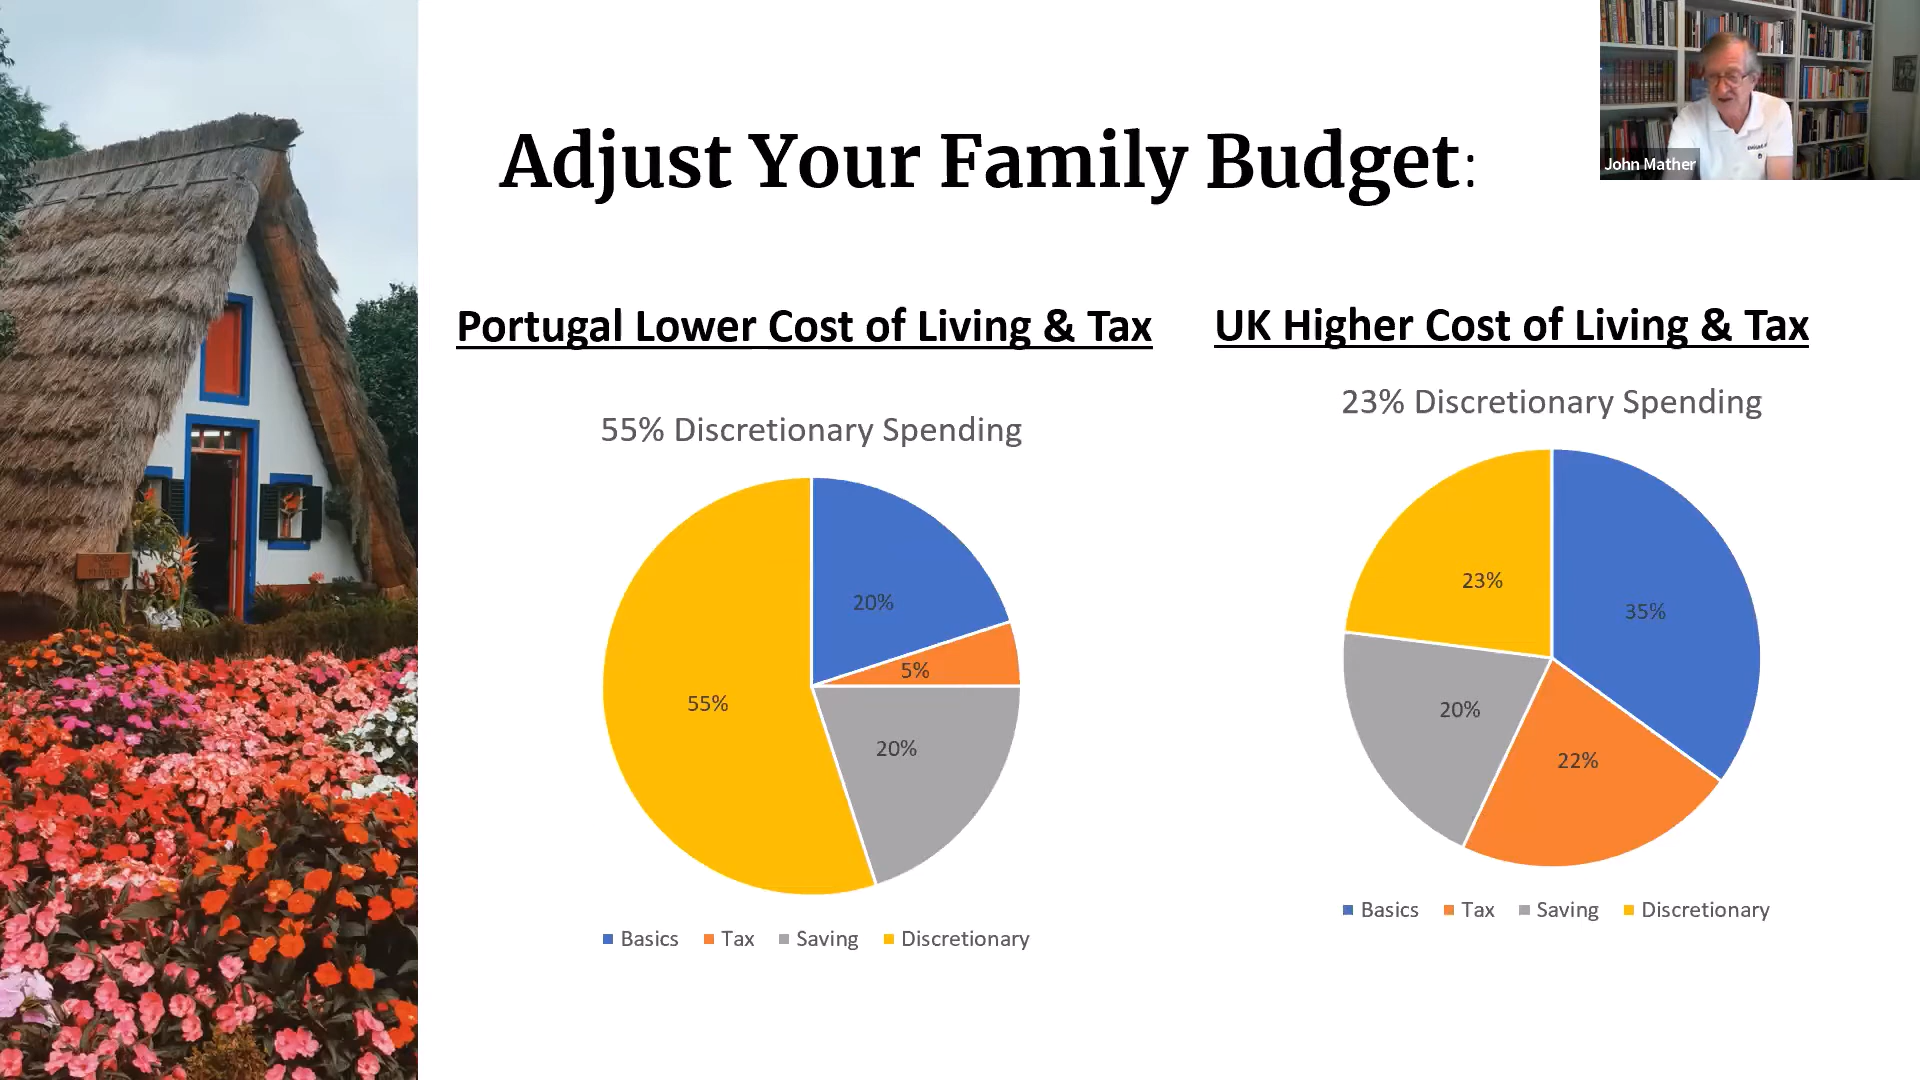 Adjust Your Family Budget:
John Mather
Portugal Lower Cost of Living & Tax
55% Discretionary Spending
20%
5%
55%
20%
Basics Tax Saving Discretionary
UK Higher Cost of Living & Tax
23% Discretionary Spending
23%
35%
20%
22%
Basics Tax Saving Discretionary